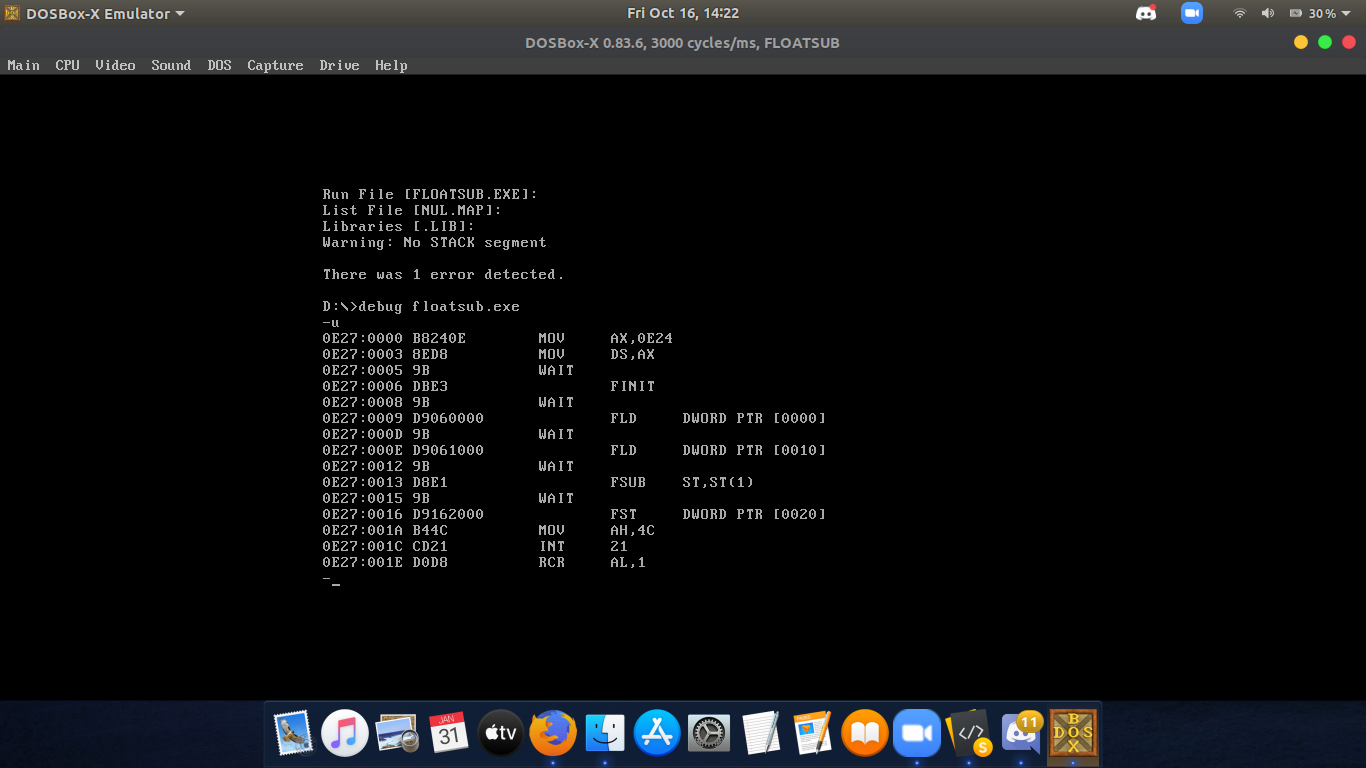 DOSBox-X Emulator
Fri Oct 16, 14:22
30%
DOSBox-X 0.83.6, 3000 cycles/ms, FLOATSUB
Main CPU Video Sound DOS Capture Drive Help
Run File [FLOATSUB.EXE]:
List File [NUL.MAP]:
Libraries [.LIB]:
Warning: No STACK segment
There was 1 error detected.
D:\>debug floatsub.exe
-u
0E27:0000 B8240E MOV AX,0E24
0E27:0003 8ED8 MOV DS,AX
0E27:0005 9B WAIT
0E27:0006 DBE3 FINIT
0E27:0008 9B WAIT
0E27:0009 D9060000 FLD DWORD PTR [0000]
0E27:000D 9B WAIT
0E27:000E D9061000 FLD DWORD PTR [0010]
0E27:0012 9B WAIT
0E27:0013 D8E1 FSUB ST,ST(1)
0E27:0015 9B WAIT
0E27:0016 D9162000 FST DWORD PTR [0020]
0E27:001A B44C MOV AH,4C
0E27:001C CD21 INT 21
0E27:001E D0D8 RCR AL,1
-_
JAN
31
tv
</>
S
11
B
DOS
X